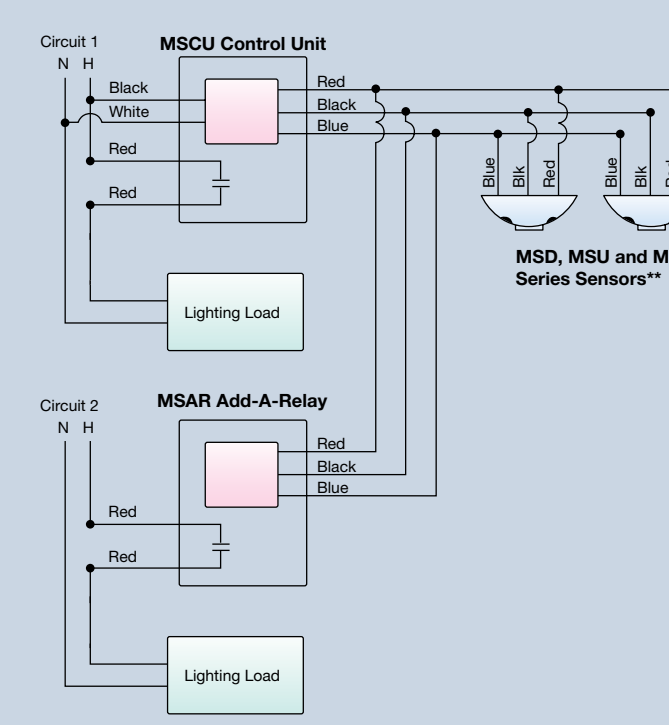 Circuit 1
N H
MSCU Control Unit
Black
White
Red
Red
Red
Black
Blue
Blue
Blk
Red
Blue
Blk
MSD, MSU and M
Series Sensors**
Lighting Load
Circuit 2
N H
MSAR Add-A-Relay
Red
Black
Blue
Red
Red
Lighting Load